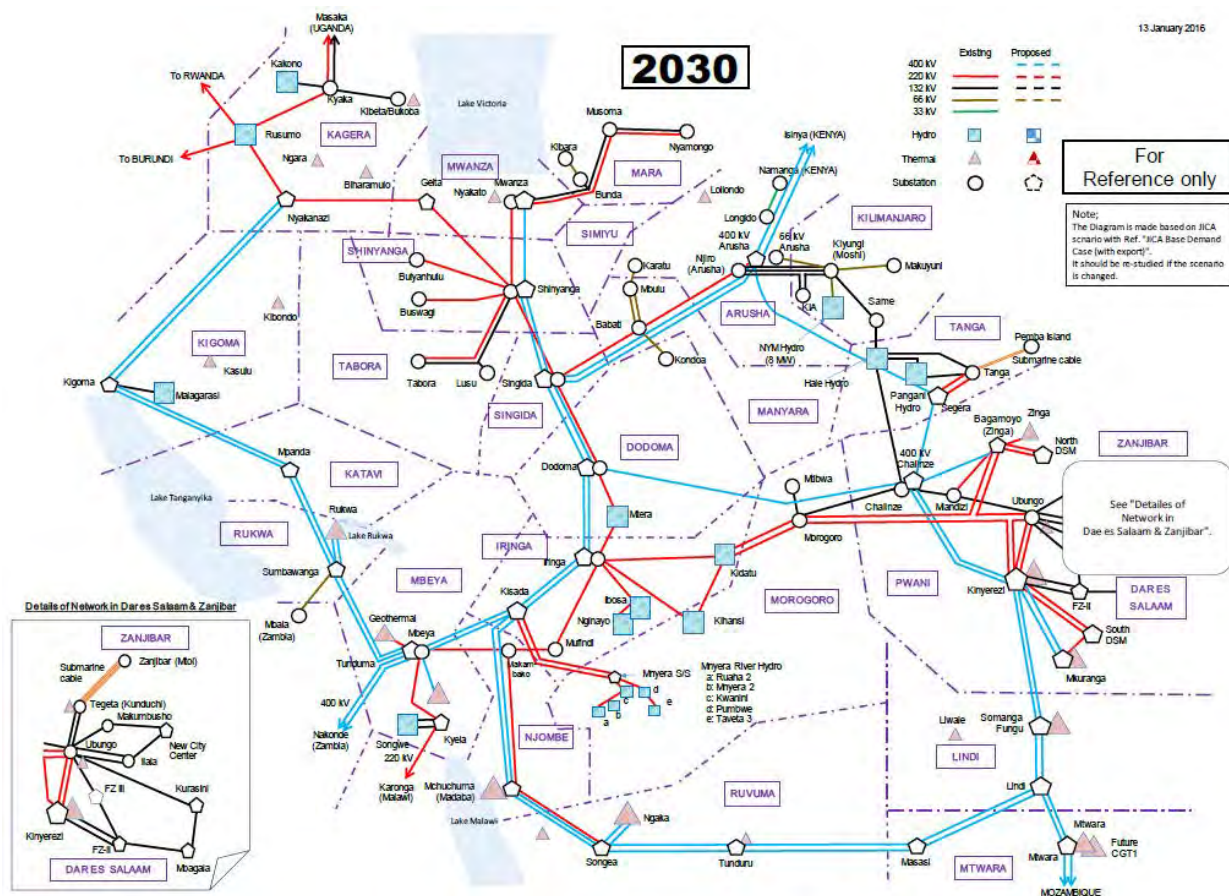 13 January 2016
2030
Existing
Proposed
400 kV
220 kV
132 kV
66 kV
33 kV
Hydro
Thermal
Substation
For
Reference only
Note;
The Diagram is made based on JICA
scnario with Ref. "JICA Base Demand
Case (with export)".
It should be re-studied if the scenario
is changed.
Masaka
(UGANDA)
To RWANDA
Kakono
Kyaka
Kibeta/Bukoba
Rusumo
KAGERA
To BURUNDI
Ngara
Biharamulo
Lake Victoria
Musoma
Kibara
Nyamongo
Bunda
MARA
MWANZA
Nyakato
Mwanza
Geita
Nyakanazi
SIMIYU
Loliondo
Isinya (KENYA)
Namanga (KENYA)
Longido
KILIMANJARO
400 kV
Arusha
66 kV
Arusha
Kiyungi
(Moshi)
Makuyuni
Njiro
(Arusha)
KIA
Same
SHINYANGA
Bulyanhulu
Buswagi
Shinyanga
Karatu
Mbulu
Babati
Kondoa
ARUSHA
NYM Hydro
(8 MW)
TANGA
Pemba Island
Submarine cable
Hale Hydro
Tanga
Pangani
Hydro
Segera
Kibondo
KIGOMA
Kasulu
TABORA
Tabora
Lusu
Singida
SINGIDA
MANYARA
Kigoma
Malagarasi
Bagamoyo
(Zinga)
Zinga
North
DSM
ZANJIBAR
DODOMA
Dodoma
400 kV
Chalinze
Mpanda
KATAVI
Lake Tanganyika
Rukwa
Lake Rukwa
RUKWA
Mtera
Mtibwa
Chalinze
Mandizi
Ubungo
See "Detailes of
Network in
Dae es Salaam & Zanjibar".
Morogoro
IRINGA
Iringa
Kidatu
MBEYA
Kisada
Sumbawanga
Ibosa
Nginayo
Kihansi
MOROGORO
PWANI
Kinyerezi
FZ-II
DAR ES
SALAAM
South
DSM
Mkuranga
Mbala
(Zambia)
Geothermal
Mbeya
Tunduma
Makam
bako
Mufindi
Mnyera S/S
Mnyera River Hydro
a: Ruaha 2
b: Mnyera 2
c: Kwanini
d: Pumbwe
e: Taveta 3
a
b
c
d
e
400 kV
Nakonde
(Zambia)
Songwe
220 kV
Kyela
Karonga
(Malawi)
NJOMBE
Mchuchuma
(Madaba)
Lake Malawi
Ngaka
RUVUMA
Songea
Tunduru
Masasi
Liwale
LINDI
Somanga
Fungu
Lindi
Mtwara
Mtwara
Future
CGT1
MTWARA
MOZAMBIQUE
Details of Network in Dar es Salaam & Zanjibar
ZANJIBAR
Submarine
cable
Zanjibar (Mtoi)
Tegeta (Kunduchi)
Makumbusho
Ubungo
New City
Center
Ilala
FZ III
Kurasini
Kinyerezi
FZ-II
Mbagala
DAR ES SALAAM